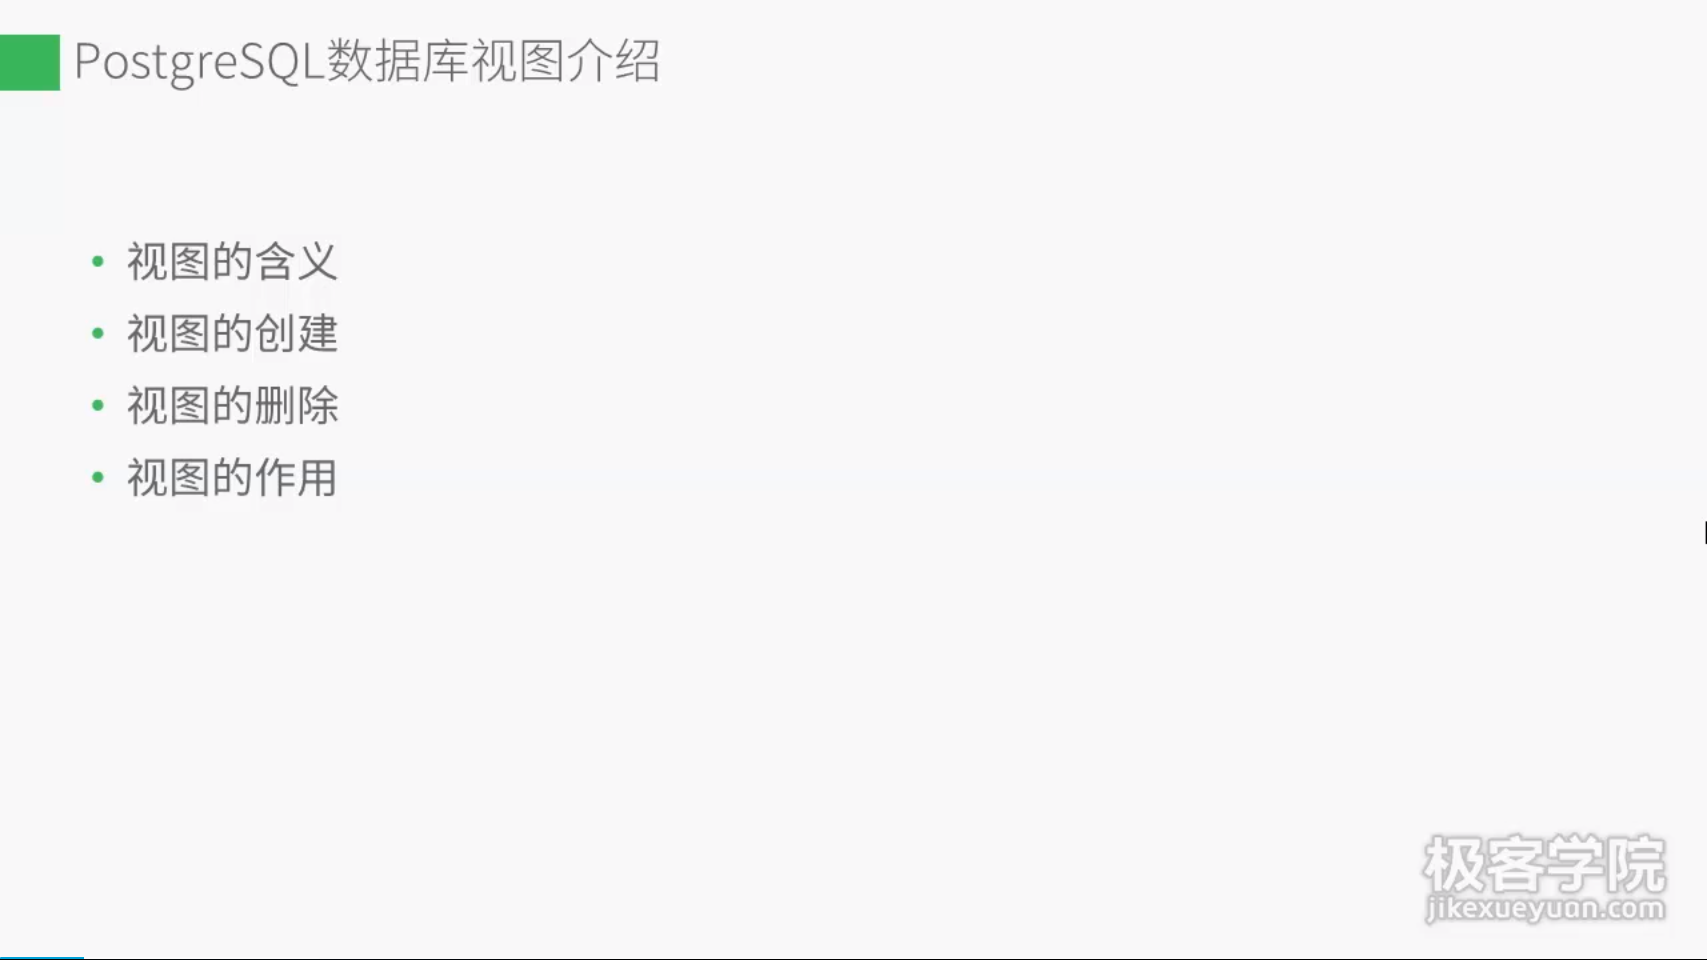 PostgreSQL数据库视图介绍
• 视图的含义
• 视图的创建
• 视图的删除
• 视图的作用
极客学院
jikexueyuan.com